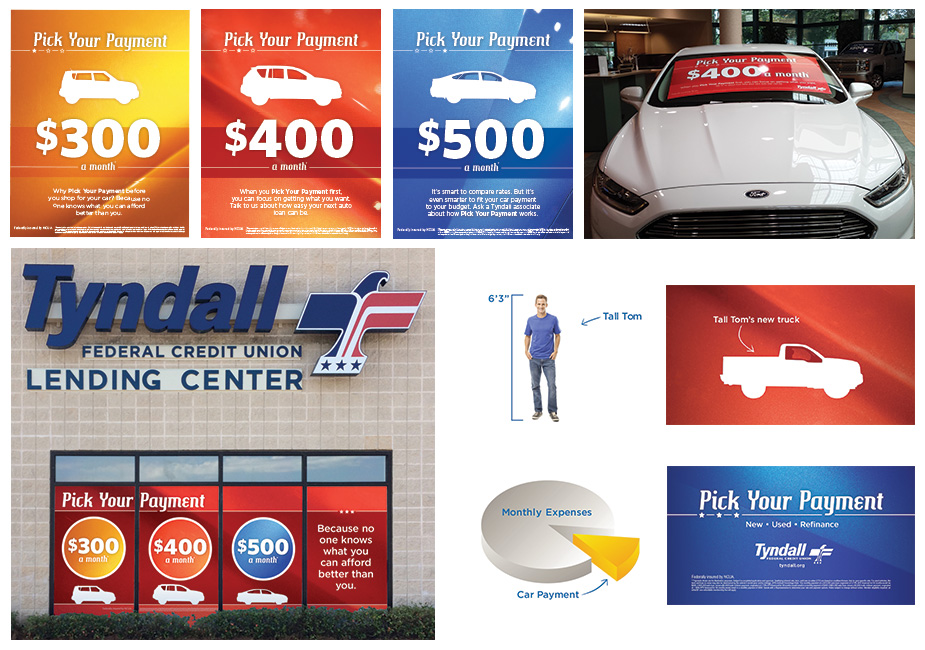 Pick Your Payment
$300
a month
Why Pick Your Payment before
you shop for your car? Because no
one knows what you can afford
better than you.
Federally insured by NCUA.
Pick Your Payment
$400
a month
When you Pick Your Payment first,
you can focus on getting what you want.
Talk to us about how easy your next auto
loan can be.
Federally insured by NCUA.
Pick Your Payment
$500
a month
It's smart to compare rates. But it's
even smarter to fit your car payment
to your budget. Ask a Tyndall associate
about how Pick Your Payment works.
Federally insured by NCUA.
Pick Your Payment
$400 a month
Tyndall
Ford
Tyndall
FEDERAL CREDIT UNION
LENDING CENTER
Pick Your Payment
$300
a month
$400
a month
$500
a month
Because no
one knows
what you
can afford
better than
you.
6'3"
Tall Tom
Tall Tom's new truck
Monthly Expenses
Car Payment
Pick Your Payment
New • Used • Refinance
Tyndall
FEDERAL CREDIT UNION
tyndall.org
Federally insured by NCUA.